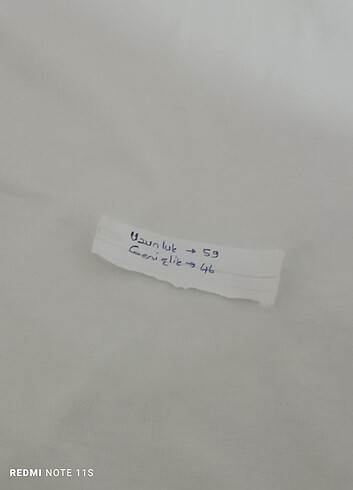 Uzunluk → 59
Genişlik → 46
REDMI NOTE 11S